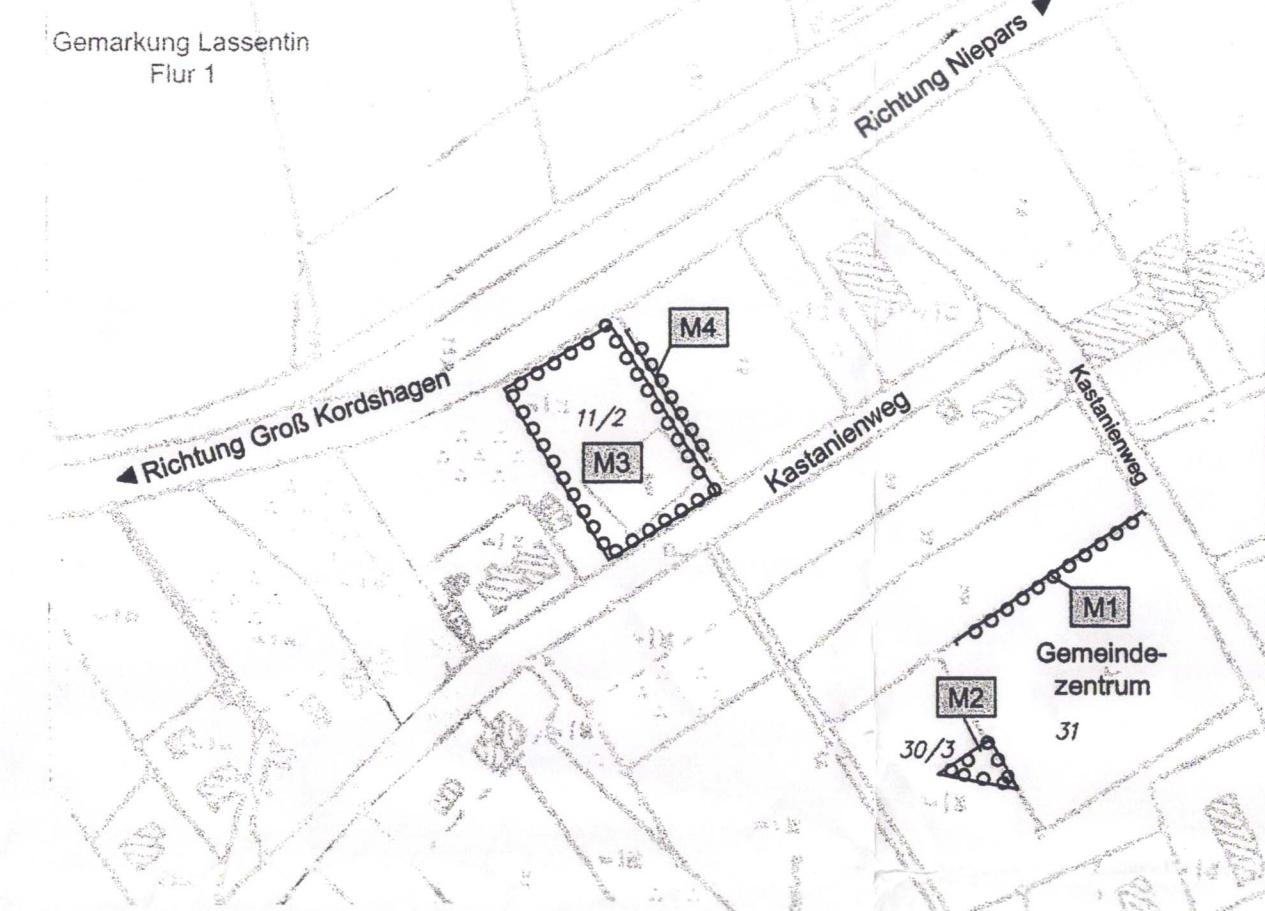 Gemarkung Lassentin
Flur 1
Richtung Niepars
M4
Richtung Groß Kordshagen
11/2
M3
Kastanienweg
Kastanienweg
M1
Gemeinde-
zentrum
M2
30/3
31